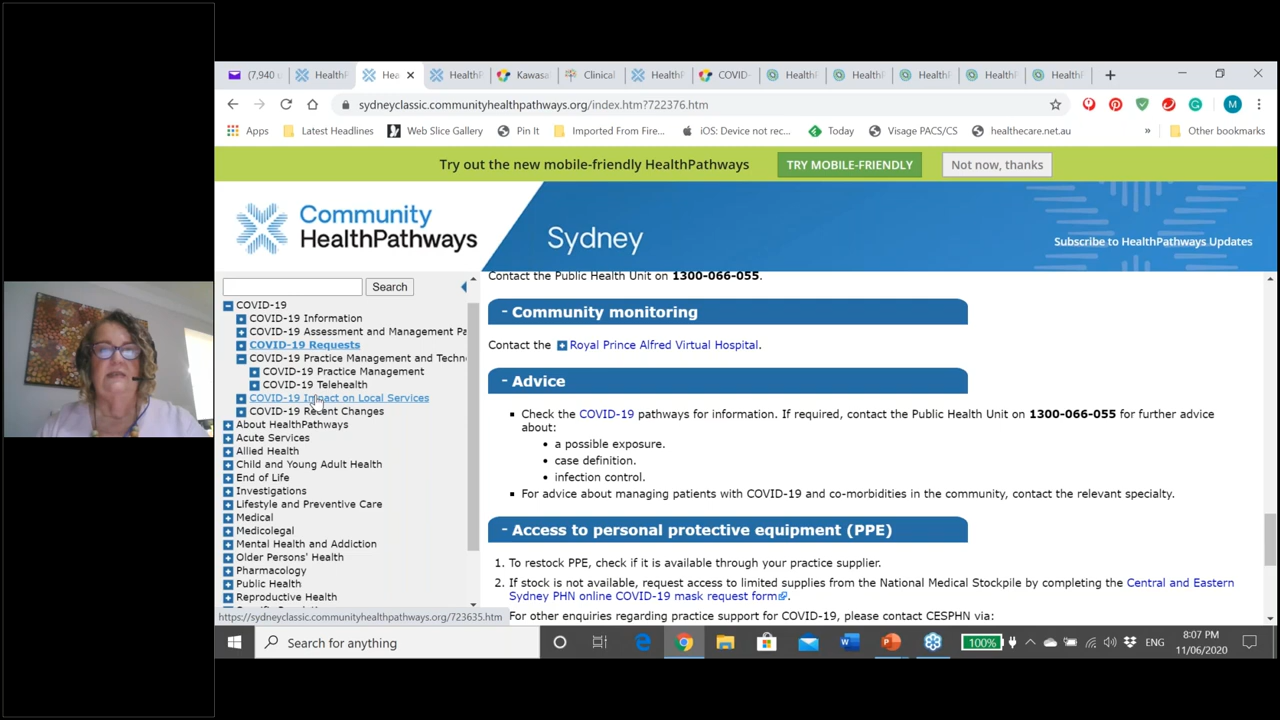 (7,940 u
HealthF
Hea
HealthP
Kawasa
Clinical
HealthF
COVID-
HealthF
HealthF
HealthF
HealthF
HealthF
sydneyclassic.communityhealthpathways.org/index.htm?722376.htm
M
Apps
Latest Headlines
Web Slice Gallery
Pin It
Imported From Fire...
iOS: Device not rec...
Today
Visage PACS/CS
healthecare.net.au
»
Other bookmarks
Try out the new mobile-friendly HealthPathways
TRY MOBILE-FRIENDLY
Not now, thanks
Community
HealthPathways
Sydney
Subscribe to HealthPathways Updates
Search
COVID-19
COVID-19 Information
COVID-19 Assessment and Management Pa
COVID-19 Requests
COVID-19 Practice Management and Techn
COVID-19 Practice Management
COVID-19 Telehealth
COVID-19 Impact on Local Services
COVID-19 Recent Changes
About HealthPathways
Acute Services
Allied Health
Child and Young Adult Health
End of Life
Investigations
Lifestyle and Preventive Care
Medical
Medicolegal
Mental Health and Addiction
Older Persons' Health
Pharmacology
Public Health
Reproductive Health
https://sydneyclassic.communityhealthpathways.org/723635.htm
Contact the Public Health Unit on 1300-066-055.
- Community monitoring
Contact the Royal Prince Alfred Virtual Hospital.
- Advice
Check the COVID-19 pathways for information. If required, contact the Public Health Unit on 1300-066-055 for further advice
about:
a possible exposure.
case definition.
infection control.
For advice about managing patients with COVID-19 and co-morbidities in the community, contact the relevant specialty.
- Access to personal protective equipment (PPE)
1. To restock PPE, check if it is available through your practice supplier.
2. If stock is not available, request access to limited supplies from the National Medical Stockpile by completing the Central and Eastern
Sydney PHN online COVID-19 mask request form.
For other enquiries regarding practice support for COVID-19, please contact CESPHN via:
Search for anything
100%
ENG
8:07 PM
11/06/2020